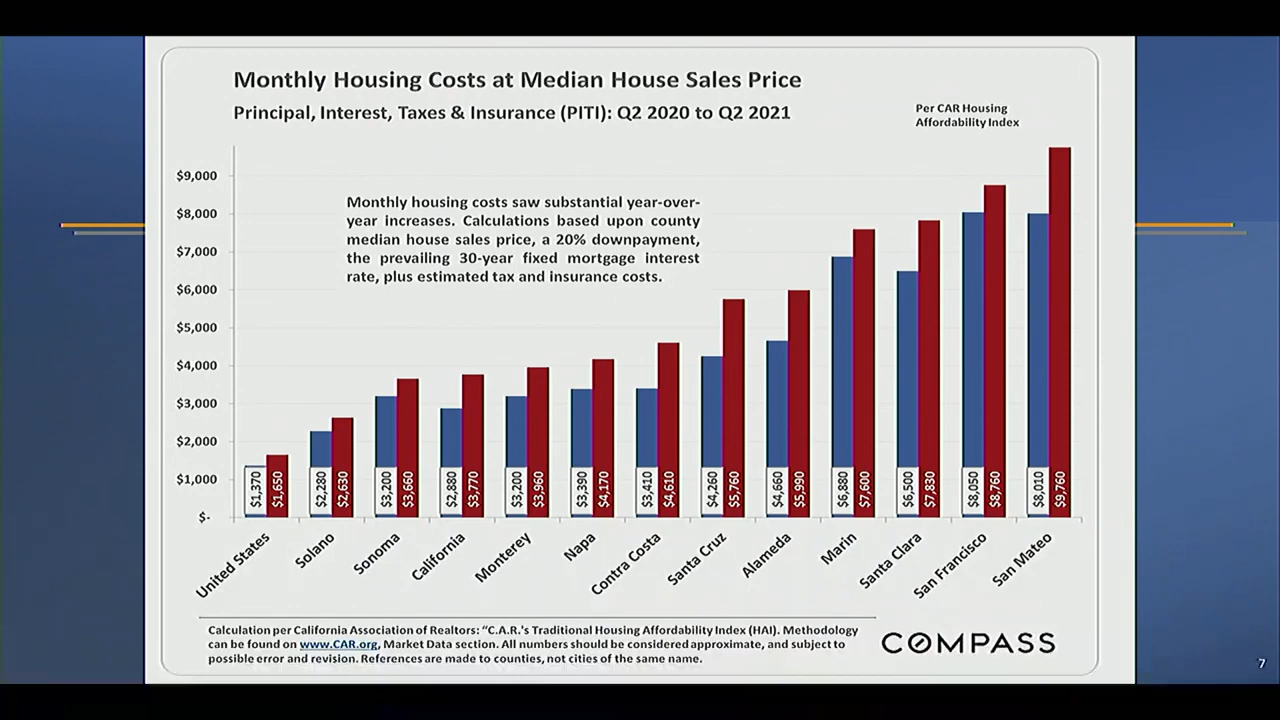 Monthly Housing Costs at Median House Sales Price
Principal, Interest, Taxes & Insurance (PITI): Q2 2020 to Q2 2021
Per CAR Housing
Affordability Index
Monthly housing costs saw substantial year-over-
year increases. Calculations based upon county
median house sales price, a 20% downpayment,
the prevailing 30-year fixed mortgage interest
rate, plus estimated tax and insurance costs.
$9,000
$8,000
$7,000
$6,000
$5,000
$4,000
$3,000
$2,000
$1,000
$-
$1,370
$1,650
$2,280
$2,630
$3,200
$3,660
$2,880
$3,770
$3,200
$3,960
$3,390
$4,170
$3,410
$4,610
$4,260
$5,760
$4,660
$5,990
$6,880
$7,600
$6,500
$7,830
$8,050
$8,760
$8,010
$9,760
United States
Solano
Sonoma
California
Monterey
Napa
Contra Costa
Santa Cruz
Alameda
Marin
Santa Clara
San Francisco
San Mateo
Calculation per California Association of Realtors: “C.A.R.'s Traditional Housing Affordability Index (HAI). Methodology
can be found on www.CAR.org, Market Data section. All numbers should be considered approximate, and subject to
possible error and revision. References are made to counties, not cities of the same name.
COMPASS
7